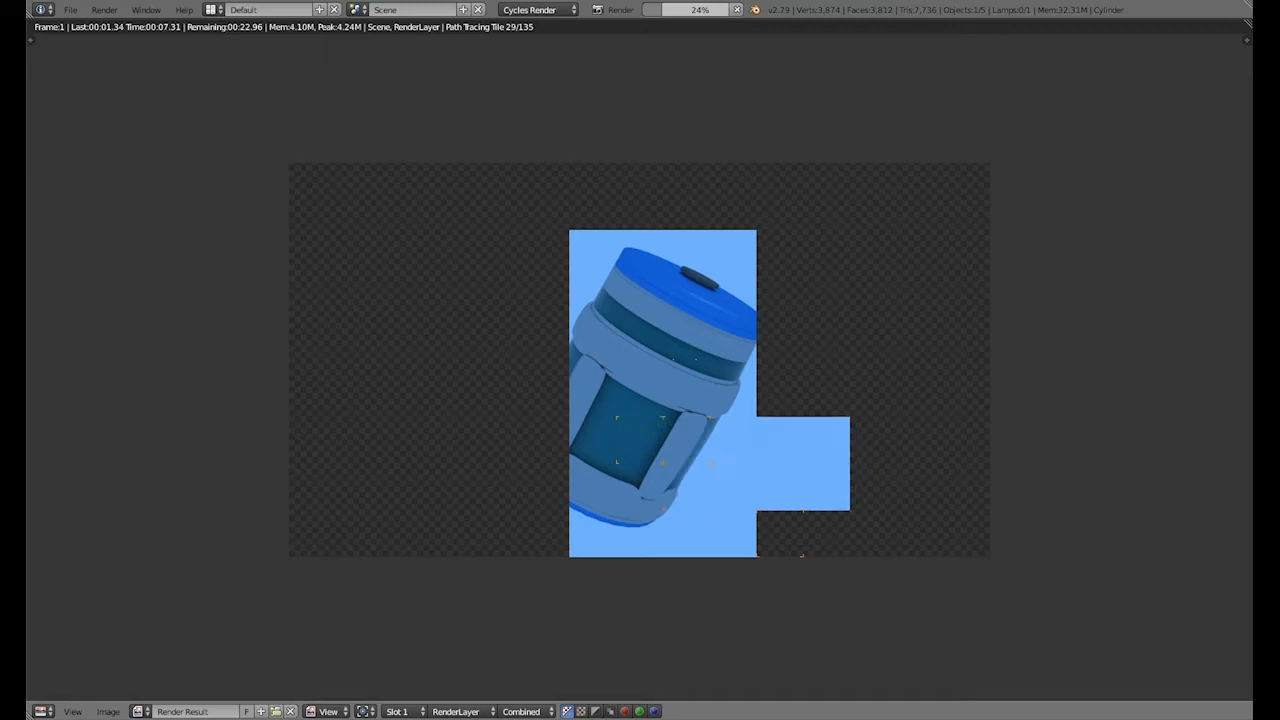 File Render Window Help Default Scene Cycles Render Render 24% v2.79 | Verts:3,874 | Faces:3,812 | Tris:7,736 | Objects:1/5 | Lamps:0/1 | Mem:32.31M | Cylinder
Frame:1 | Last:00:01.34 Time:00:07.31 | Remaining:00:22.96 | Mem:4.10M, Peak:4.24M | Scene, RenderLayer | Path Tracing Tile 29/135
View Image Render Result F View Slot 1 RenderLayer Combined